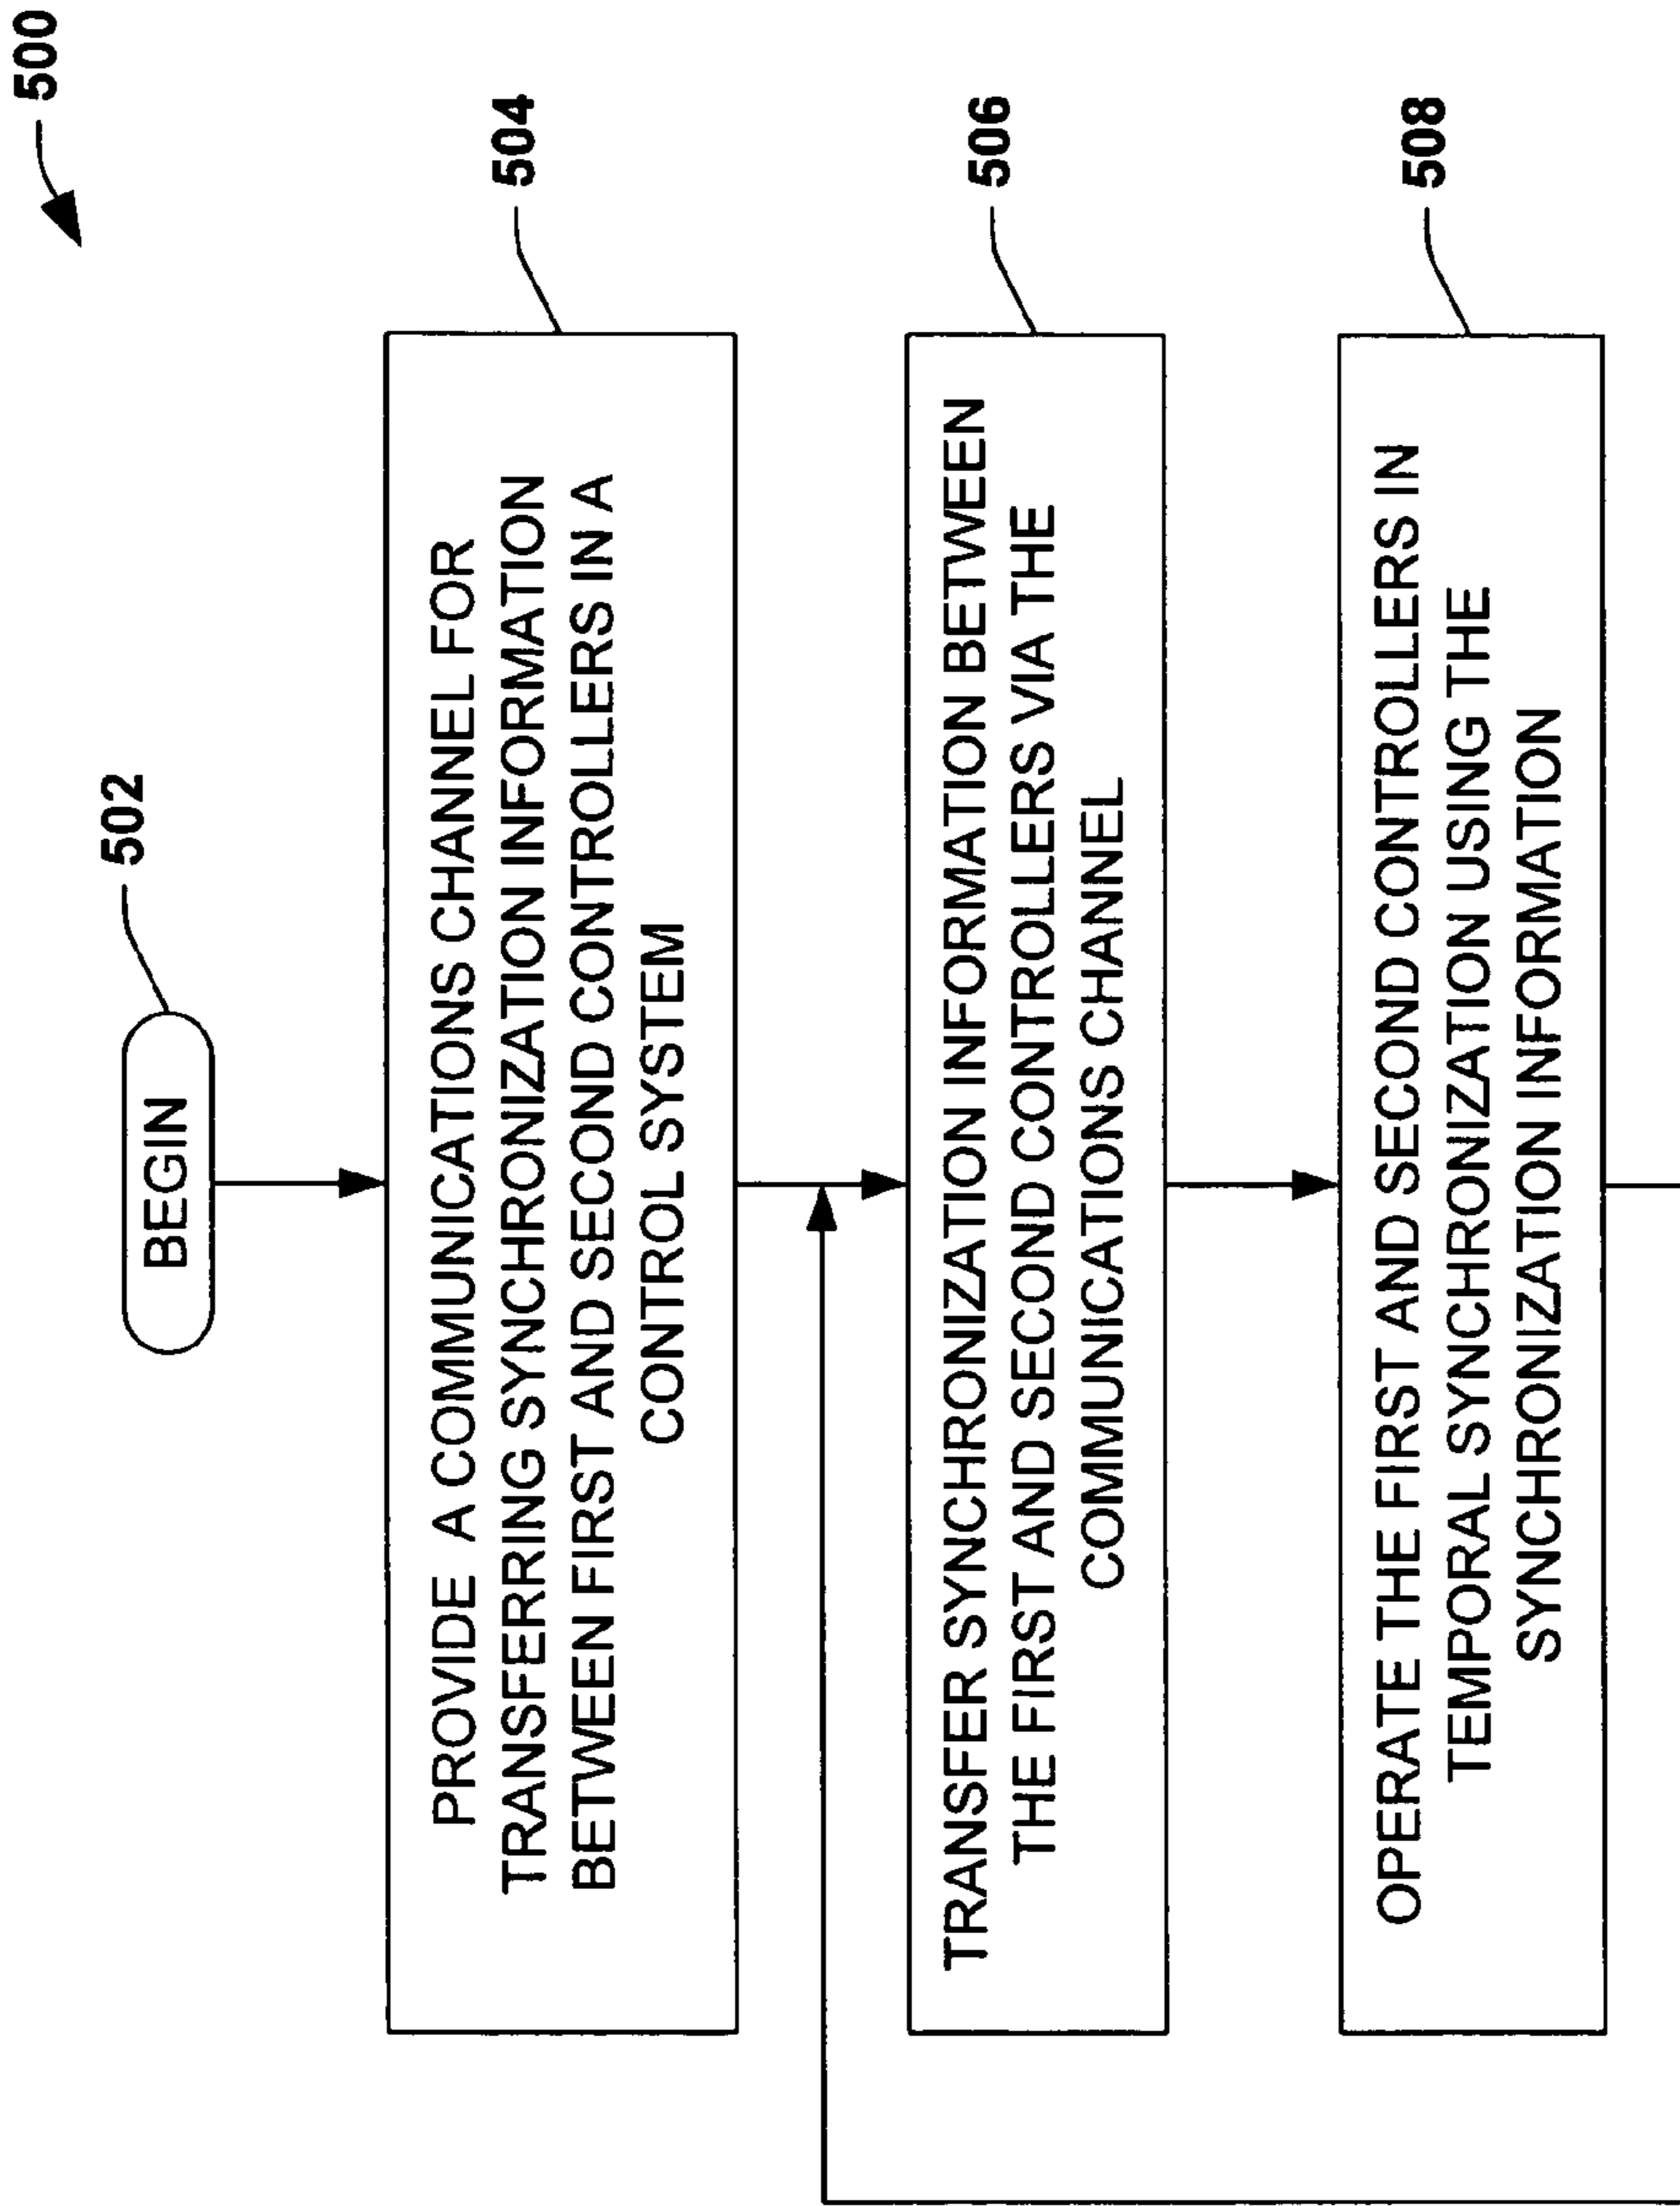 500
502
BEGIN
504
PROVIDE A COMMUNICATIONS CHANNEL FOR
TRANSFERRING SYNCHRONIZATION INFORMATION
BETWEEN FIRST AND SECOND CONTROLLERS IN A
CONTROL SYSTEM
506
TRANSFER SYNCHRONIZATION INFORMATION BETWEEN
THE FIRST AND SECOND CONTROLLERS VIA THE
COMMUNICATIONS CHANNEL
508
OPERATE THE FIRST AND SECOND CONTROLLERS IN
TEMPORAL SYNCHRONIZATION USING THE
SYNCHRONIZATION INFORMATION